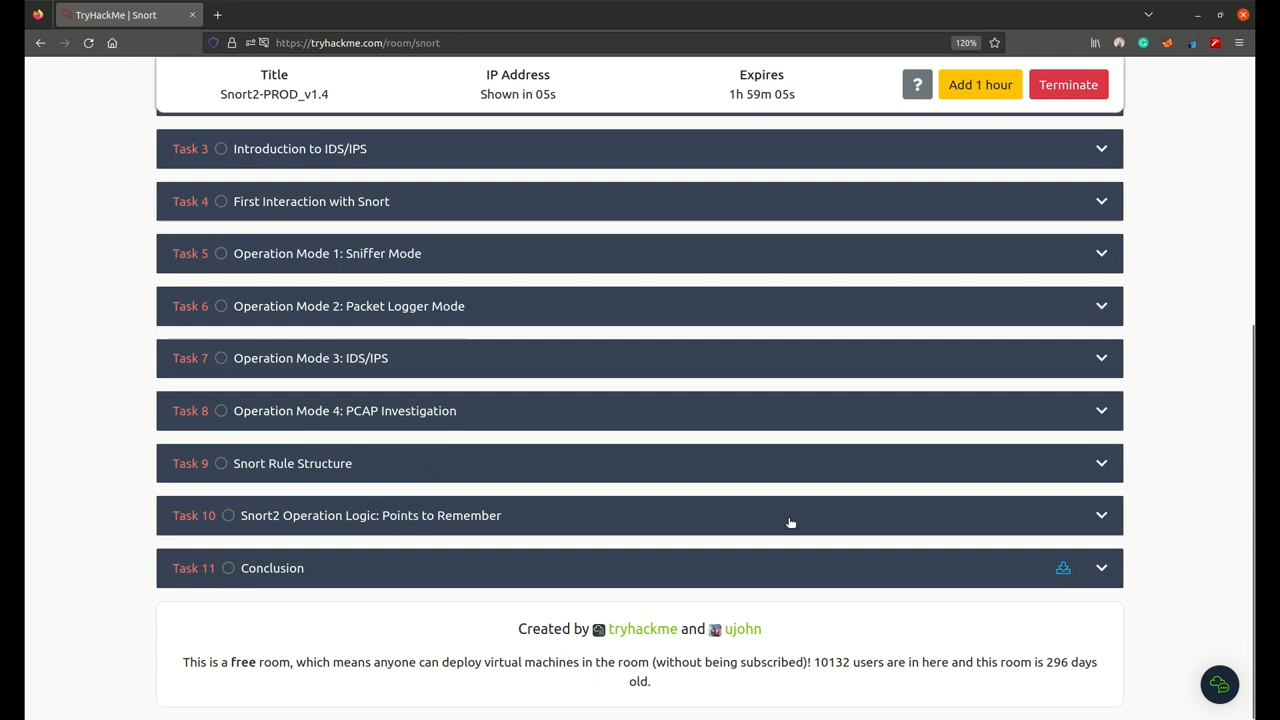 TryHackMe | Snort
https://tryhackme.com/room/snort
120%
Title
Snort2-PROD_v1.4
IP Address
Shown in 05s
Expires
1h 59m 05s
?
Add 1 hour
Terminate
Task 3 Introduction to IDS/IPS
Task 4 First Interaction with Snort
Task 5 Operation Mode 1: Sniffer Mode
Task 6 Operation Mode 2: Packet Logger Mode
Task 7 Operation Mode 3: IDS/IPS
Task 8 Operation Mode 4: PCAP Investigation
Task 9 Snort Rule Structure
Task 10 Snort2 Operation Logic: Points to Remember
Task 11 Conclusion
Created by tryhackme and ujohn
This is a free room, which means anyone can deploy virtual machines in the room (without being subscribed)! 10132 users are in here and this room is 296 days
old.